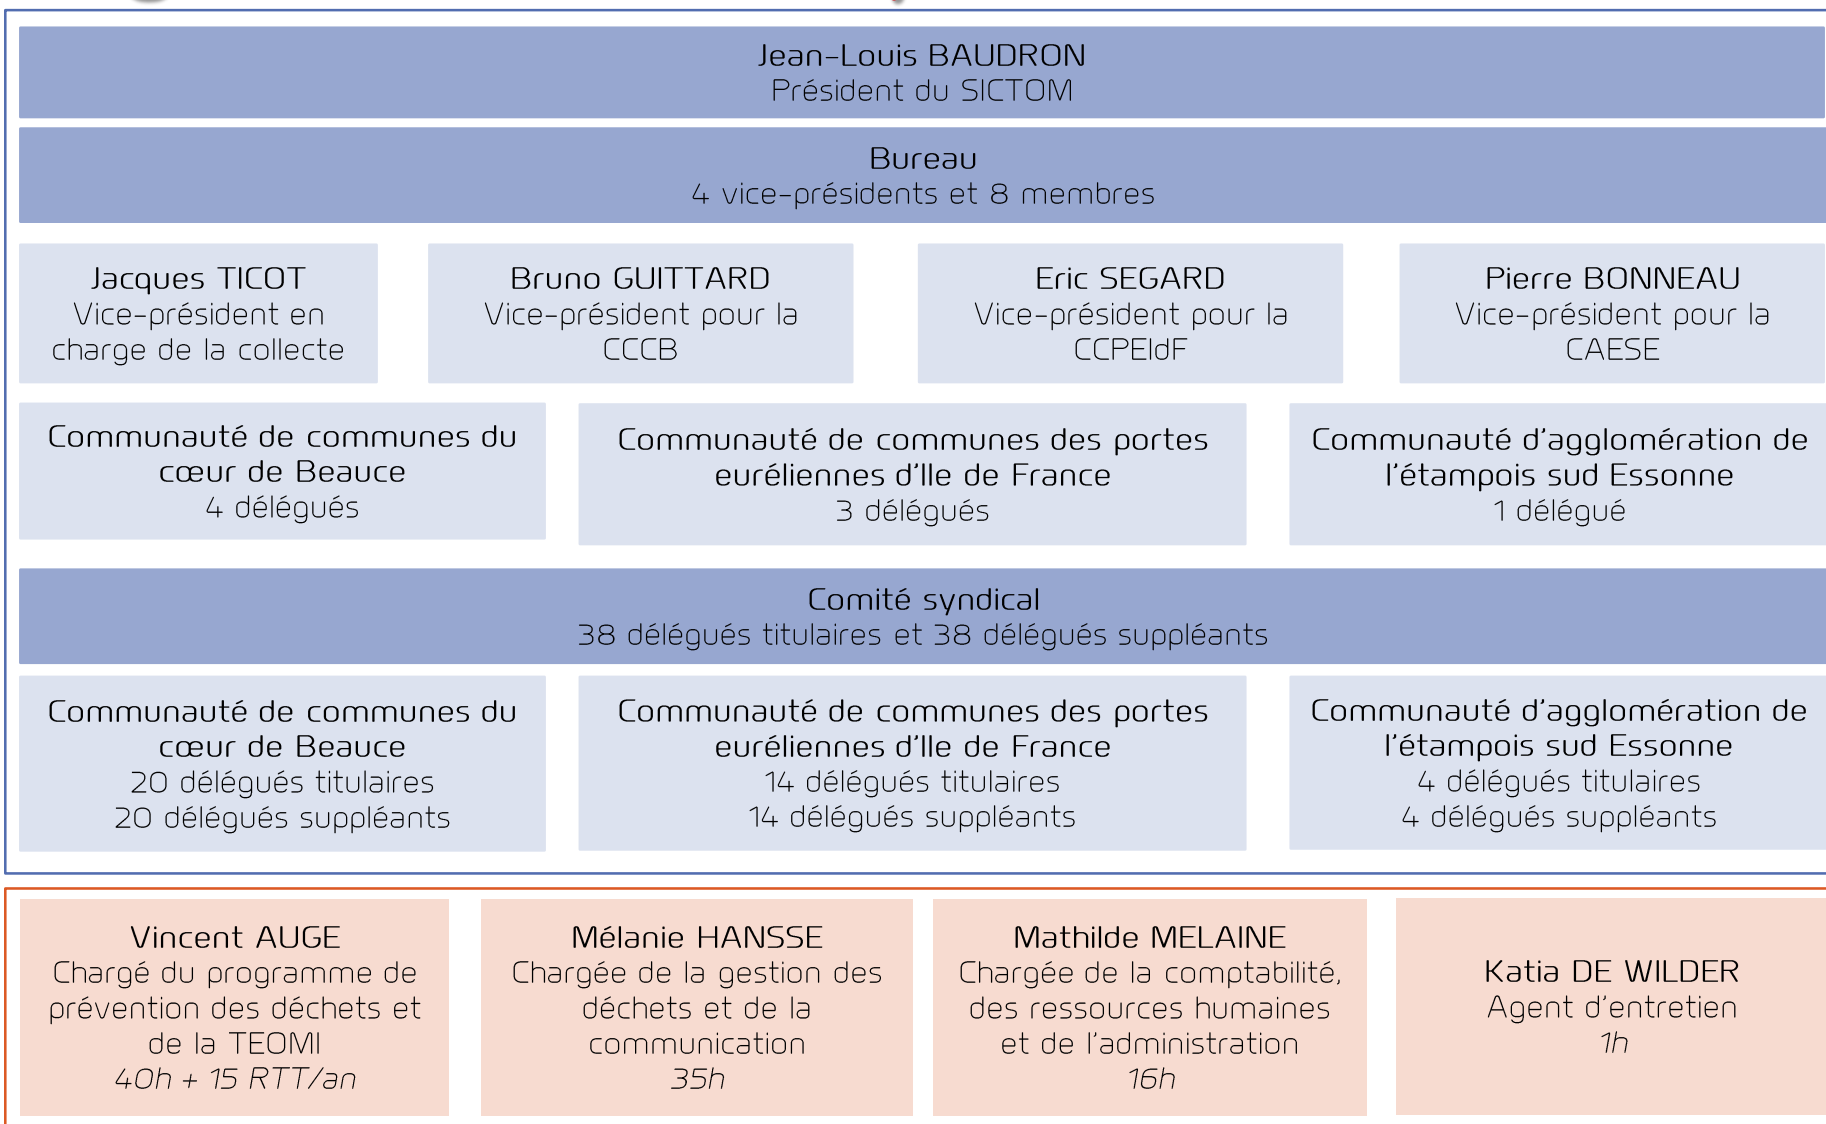 Jean-Louis BAUDRON
Président du SICTOM
Bureau
4 vice-présidents et 8 membres
Jacques TICOT
Vice-président en
charge de la collecte
Bruno GUITTARD
Vice-président pour la
CCCB
Eric SEGARD
Vice-président pour la
CCPEIdF
Pierre BONNEAU
Vice-président pour la
CAESE
Communauté de communes du
cœur de Beauce
4 délégués
Communauté de communes des portes
euréliennes d'Ile de France
3 délégués
Communauté d'agglomération de
l'étampois sud Essonne
1 délégué
Comité syndical
38 délégués titulaires et 38 délégués suppléants
Communauté de communes du
cœur de Beauce
20 délégués titulaires
20 délégués suppléants
Communauté de communes des portes
euréliennes d'Ile de France
14 délégués titulaires
14 délégués suppléants
Communauté d'agglomération de
l'étampois sud Essonne
4 délégués titulaires
4 délégués suppléants
Vincent AUGE
Chargé du programme de
prévention des déchets et
de la TEOMI
40h + 15 RTT/an
Mélanie HANSSE
Chargée de la gestion des
déchets et de la
communication
35h
Mathilde MELAINE
Chargée de la comptabilité,
des ressources humaines
et de l'administration
16h
Katia DE WILDER
Agent d'entretien
1h